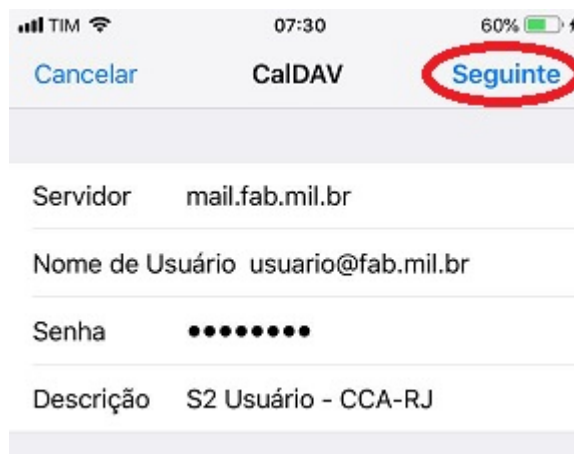 TIM 07:30 60%
Cancelar CalDAV Seguinte
Servidor mail.fab.mil.br
Nome de Usuário usuario@fab.mil.br
Senha ••••••••
Descrição S2 Usuário - CCA-RJ